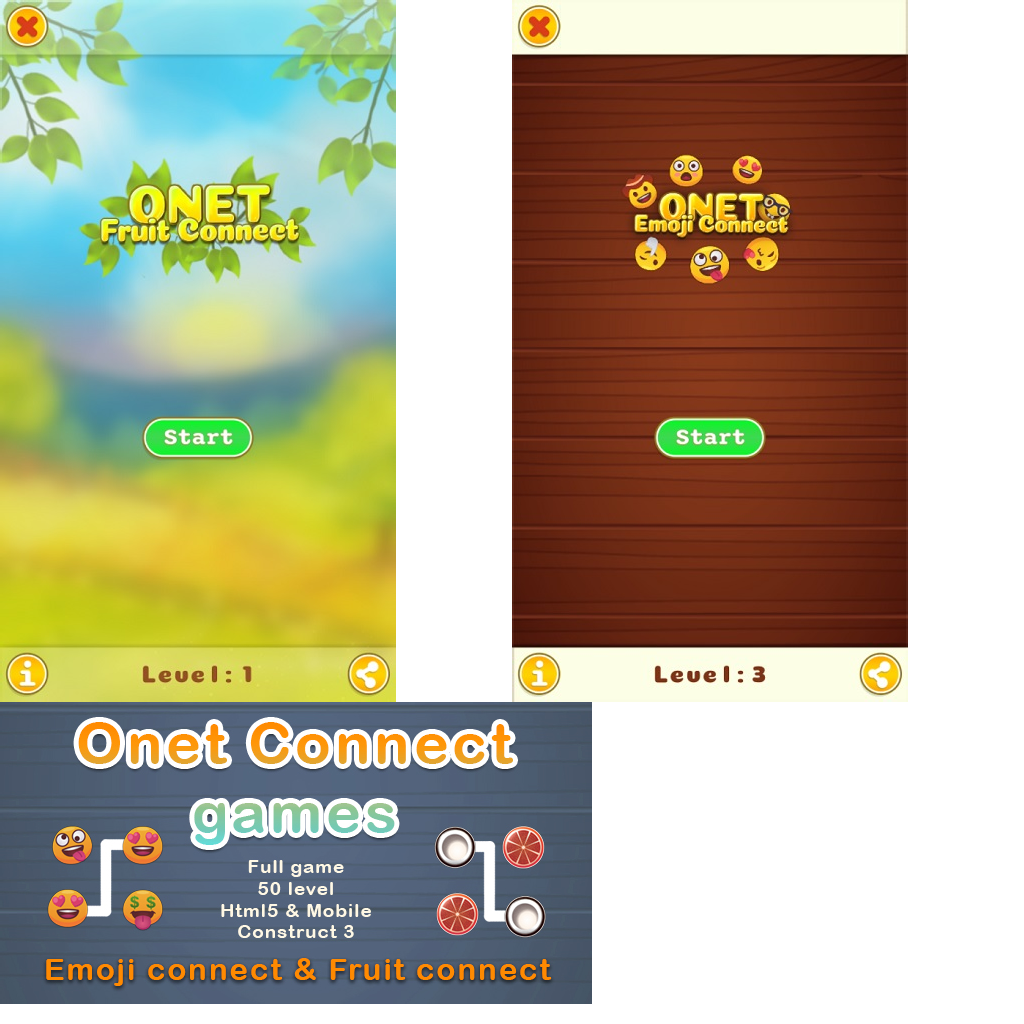 ONET
Fruit Connect
Start
Level: 1
ONET
Emoji Connect
Start
Level: 3
Onet Connect
games
Full game
50 level
Html5 & Mobile
Construct 3
Emoji connect & Fruit connect